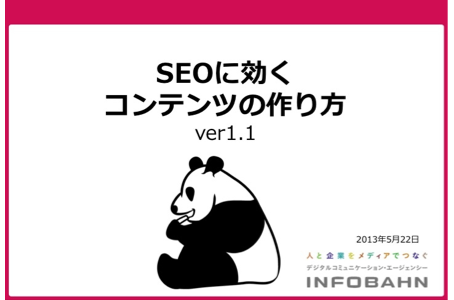 SEOに効く
コンテンツの作り方
ver1.1
2013年5月22日
人と企業をメディアでつなぐ
デジタルコミュニケーション・エージェンシー
INFOBAHN